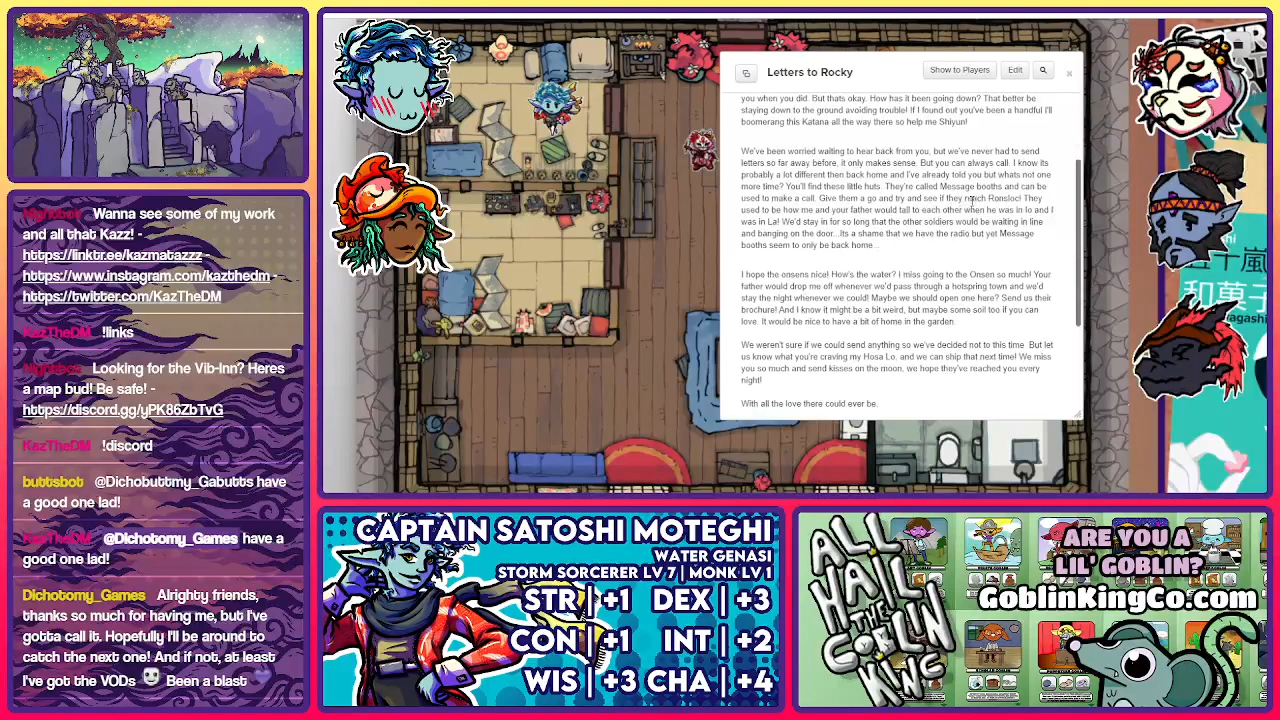 Nightbot Wanna see some of my work
and all that Kazz! -
https://linktr.ee/kazmatazzz -
https://www.instagram.com/kazthedm -
https://twitter.com/KazTheDM
KazTheDM !links
Nightbot Looking for the Vib-Inn? Heres
a map bud! Be safe! -
https://discord.gg/yPK86ZbTvG
KazTheDM !discord
buttsbot @Dichobuttmy_Gabutts have
a good one lad!
KazTheDM @Dichotomy_Games have a
good one lad!
Dichotomy_Games Alrighty friends,
thanks so much for having me, but I've
gotta call it. Hopefully I'll be around to
catch the next one! And if not, at least
I've got the VODs Been a blast
Letters to Rocky
Show to Players
Edit
you when you did. But thats okay. How has it been going down? That better be
staying down to the ground avoiding trouble! If I found out you've been a handful I'll
boomerang this Katana all the way there so help me Shiyun!
We've been worried waiting to hear back from you, but we've never had to send
letters so far away before, it only makes sense. But you can always call. I know its
probably a lot different then back home and I've already told you but whats not one
more time? You'll find these little huts. They're called Message booths and can be
used to make a call. Give them a go and try and see if they reach Ronsloc! They
used to be how me and your father would tall to each other when he was in Io and I
was in La! We'd stay in for so long that the other soldiers would be waiting in line
and banging on the door...Its a shame that we have the radio but yet Message
booths seem to only be back home...
I hope the onsens nice! How's the water? I miss going to the Onsen so much! Your
father would drop me off whenever we'd pass through a hotspring town and we'd
stay the night whenever we could! Maybe we should open one here? Send us their
brochure! And I know it might be a bit weird, but maybe some soil too if you can
love. It would be nice to have a bit of home in the garden.
We weren't sure if we could send anything so we've decided not to this time. But let
us know what you're craving my Hosa Lo, and we can ship that next time! We miss
you so much and send kisses on the moon, we hope they've reached you every
night!
With all the love there could ever be,
五十嵐
和菓子
CAPTAIN SATOSHI MOTEGHI
WATER GENASI
STORM SORCERER LV 7 | MONK LV 1
STR | +1 DEX | +3
CON | +1 INT | +2
WIS | +3 CHA | +4
ALL
HAIL
THE
GOBLIN
KING
ARE YOU A
LIL' GOBLIN?
GOBLINKINGCO.COM